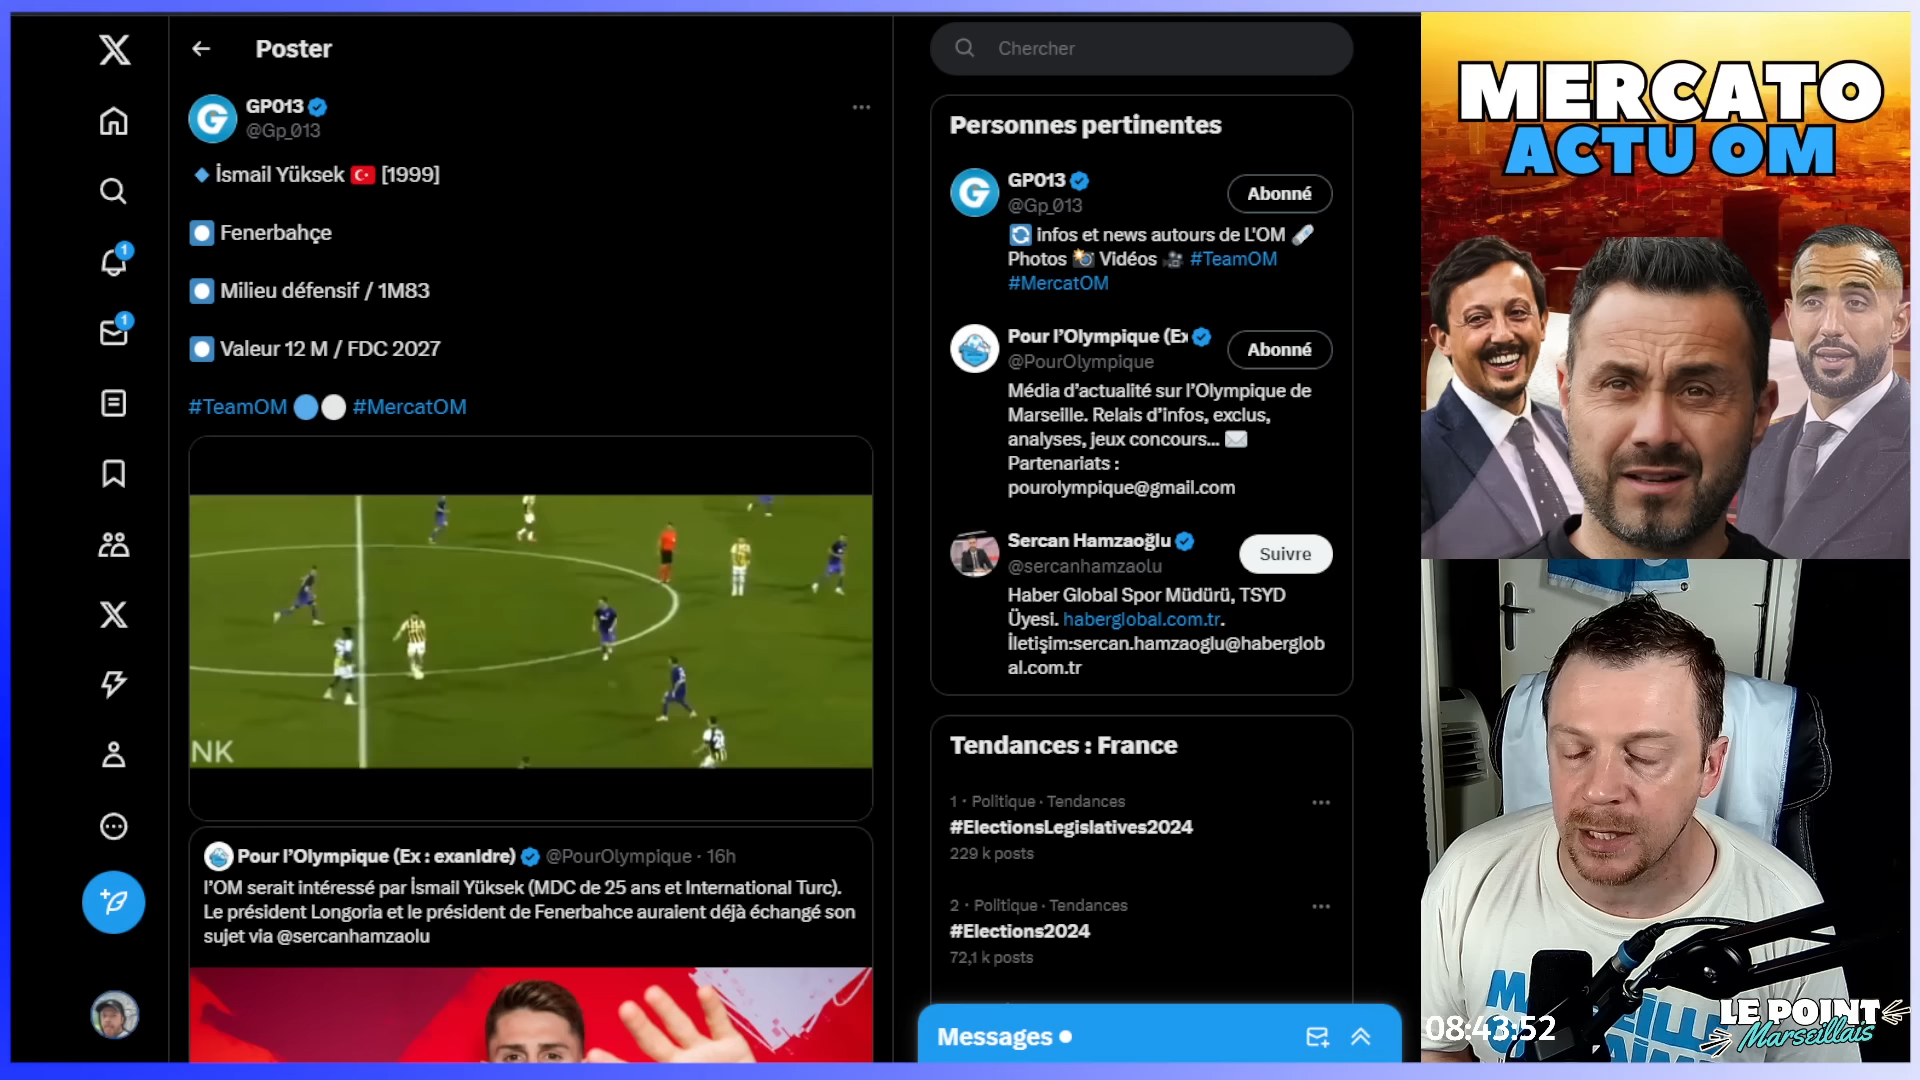 Poster
GP013
@Gp_013
İsmail Yüksek [1999]
Fenerbahçe
Milieu défensif / 1M83
Valeur 12 M / FDC 2027
#TeamOM #MercatOM
NK
Pour l'Olympique (Ex : exanldre) @PourOlympique · 16h
l'OM serait intéressé par İsmail Yüksek (MDC de 25 ans et International Turc).
Le président Longoria et le président de Fenerbahce auraient déjà échangé son
sujet via @sercanhamzaolu
1
1
Chercher
Personnes pertinentes
GP013
@Gp_013
Abonné
infos et news autours de L'OM
Photos Vidéos #TeamOM
#MercatOM
Pour l'Olympique (Ex
@PourOlympique
Abonné
Média d'actualité sur l'Olympique de
Marseille. Relais d'infos, exclus,
analyses, jeux concours...
Partenariats :
pourolympique@gmail.com
Sercan Hamzaoğlu
@sercanhamzaolu
Suivre
Haber Global Spor Müdürü, TSYD
Üyesi. haberglobal.com.tr.
İletişim:sercan.hamzaoglu@haberglob
al.com.tr
Tendances : France
1 · Politique · Tendances
#ElectionsLegislatives2024
229 k posts
2 · Politique · Tendances
#Elections2024
72,1 k posts
Messages
MERCATO
ACTU OM
08:43:52
LE POINT
Marseillais